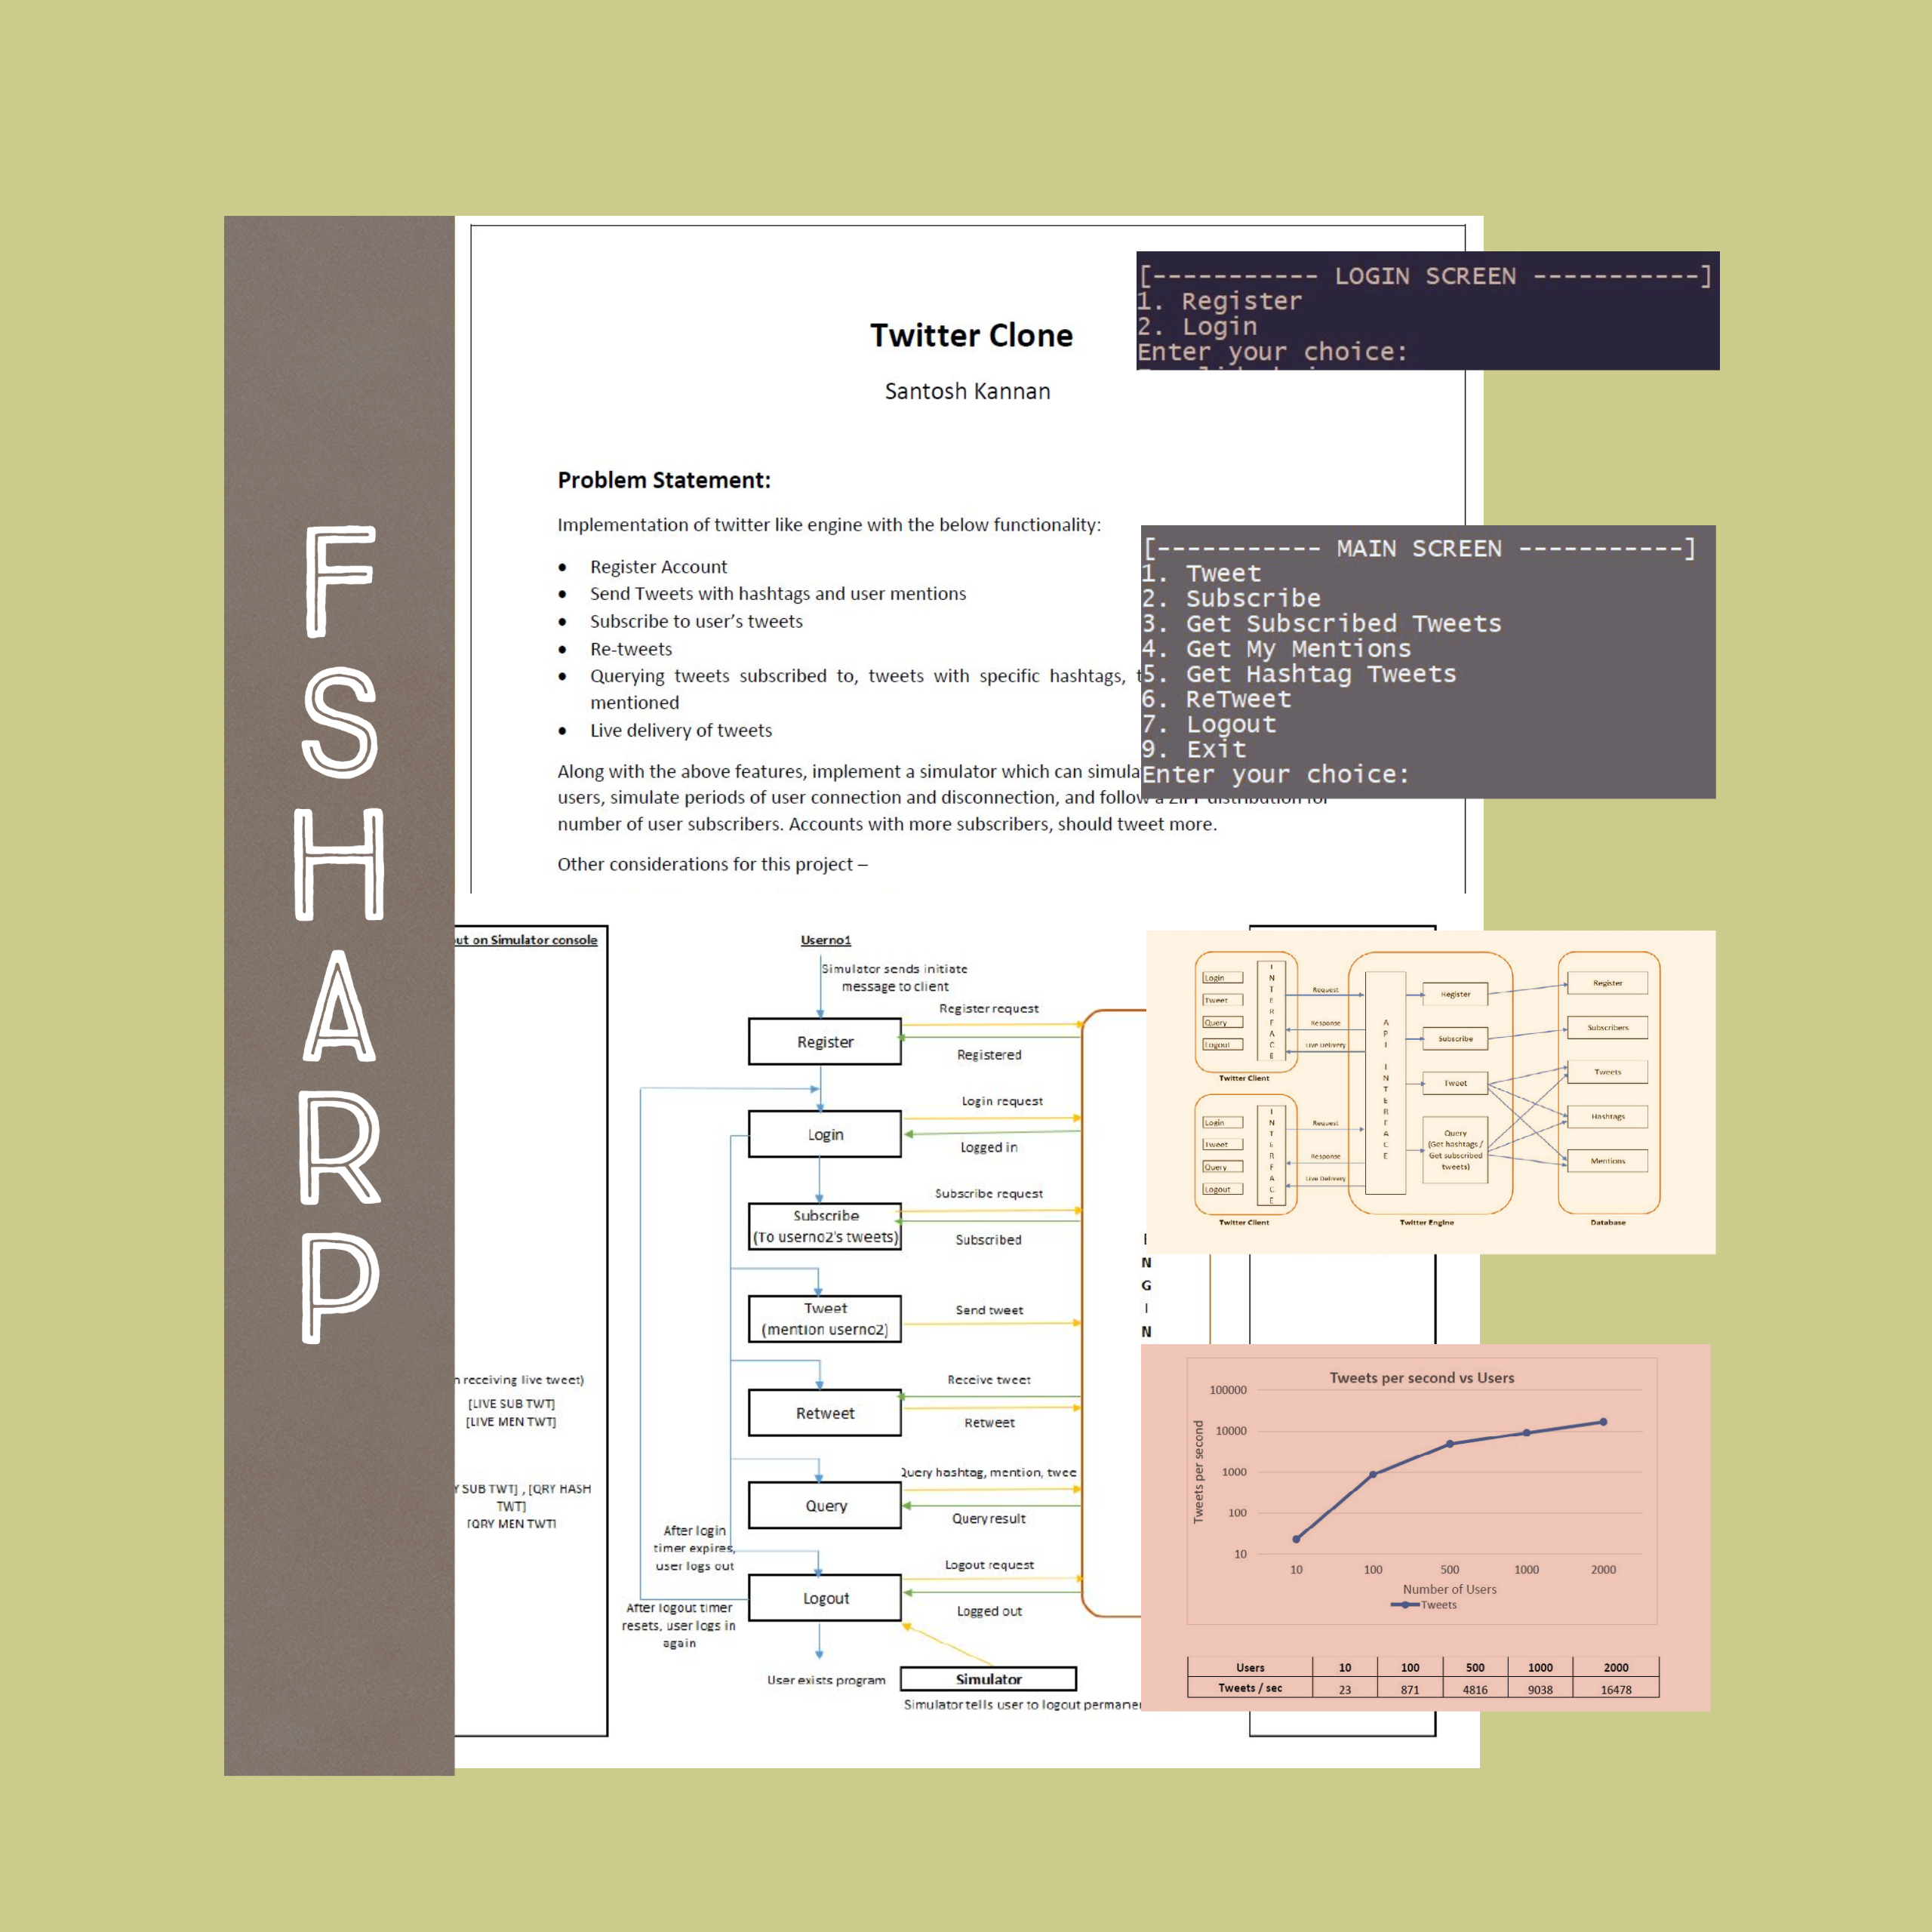 F
S
H
A
R
P
Twitter Clone
Santosh Kannan
Problem Statement:
Implementation of twitter like engine with the below functionality:
• Register Account
• Send Tweets with hashtags and user mentions
• Subscribe to user's tweets
• Re-tweets
• Querying tweets subscribed to, tweets with specific hashtags,
mentioned
• Live delivery of tweets
Along with the above features, implement a simulator which can
users, simulate periods of user connection and disconnection, and follow a ZIPF distribution for
number of user subscribers. Accounts with more subscribers, should tweet more.
Other considerations for this project –
[----------- LOGIN SCREEN -----------]
1. Register
2. Login
Enter your choice:
[----------- MAIN SCREEN -----------]
1. Tweet
2. Subscribe
3. Get Subscribed Tweets
4. Get My Mentions
5. Get Hashtag Tweets
6. ReTweet
7. Logout
9. Exit
Enter your choice:
on Simulator console
receiving live tweet)
[LIVE SUB TWT]
[LIVE MEN TWT]
SUB TWT] , [QRY HASH
TWT]
[QRY MEN TWT]
Userno1
Simulator sends initiate
message to client
Register request
Register
Registered
Login request
Login
Logged in
Subscribe request
Subscribe
(To userno2's tweets)
Subscribed
Tweet
(mention userno2)
Send tweet
Receive tweet
Retweet
Retweet
Query hashtag, mention,
Query
Query result
After login
timer expires,
user logs out
Logout request
Logout
Logged out
After logout timer
resets, user logs in
again
User exists program
Simulator
Simulator tells user to logout
N
G
I
N
Login
Tweet
Query
Logout
INTERFACE
Twitter Client
Request
Response
Live Delivery
Login
Tweet
Query
Logout
INTERFACE
Twitter Client
Request
Response
Live Delivery
API INTERFACE
Register
Subscribe
Tweet
Query
(Get hashtags /
Get subscribed
tweets)
Twitter Engine
Register
Subscribers
Tweets
Hashtags
Mentions
Database
Tweets per second vs Users
Tweets per second
100000
10000
1000
100
10
10 100 500 1000 2000
Number of Users
Tweets
Users 10 100 500 1000 2000
Tweets / sec 23 871 4816 9038 16478